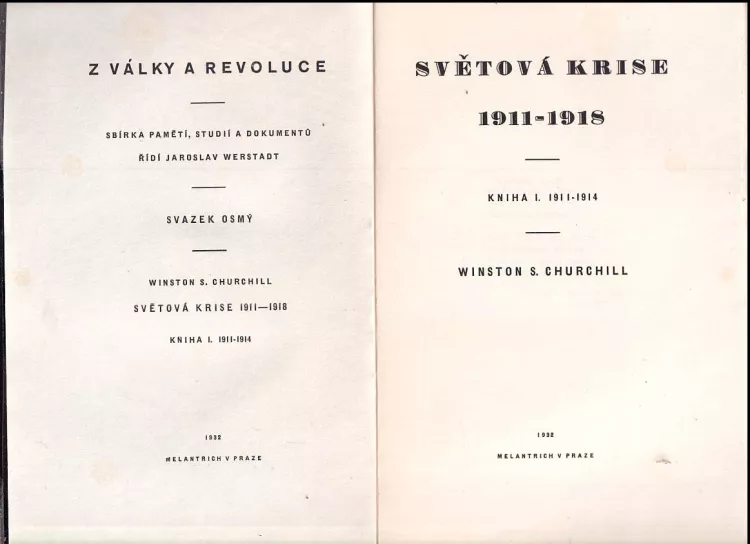 Z VÁLKY A REVOLUCE
SBÍRKA PAMĚTÍ, STUDIÍ A DOKUMENTŮ
ŘÍDÍ JAROSLAV WERSTADT
SVAZEK OSMÝ
WINSTON S. CHURCHILL
SVĚTOVÁ KRISE 1911—1918
KNIHA I. 1911-1914
1932
MELANTRICH V PRAZE
SVĚTOVÁ KRISE
1911-1918
KNIHA I. 1911-1914
WINSTON S. CHURCHILL
1932
MELANTRICH V PRAZE